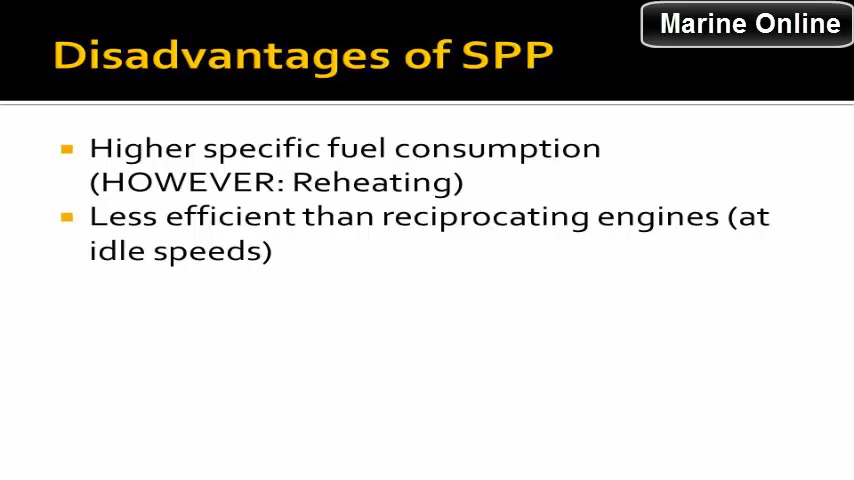 Marine Online
Disadvantages of SPP
Higher specific fuel consumption
(HOWEVER: Reheating)
Less efficient than reciprocating engines (at
idle speeds)